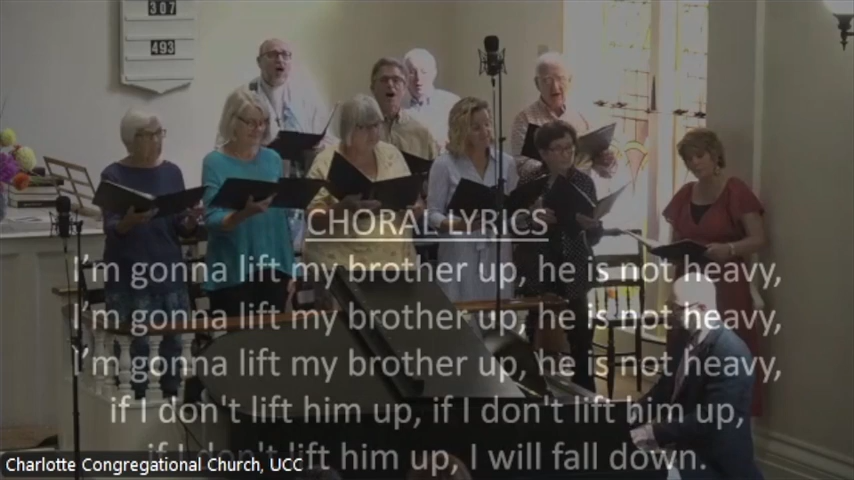 307
493
CHORAL LYRICS
I'm gonna lift my brother up, he is not heavy,
I'm gonna lift my brother up, he is not heavy,
I'm gonna lift my brother up, he is not heavy,
if I don't lift him up, if I don't lift him up,
if I don't lift him up, I will fall down.
Charlotte Congregational Church, UCC